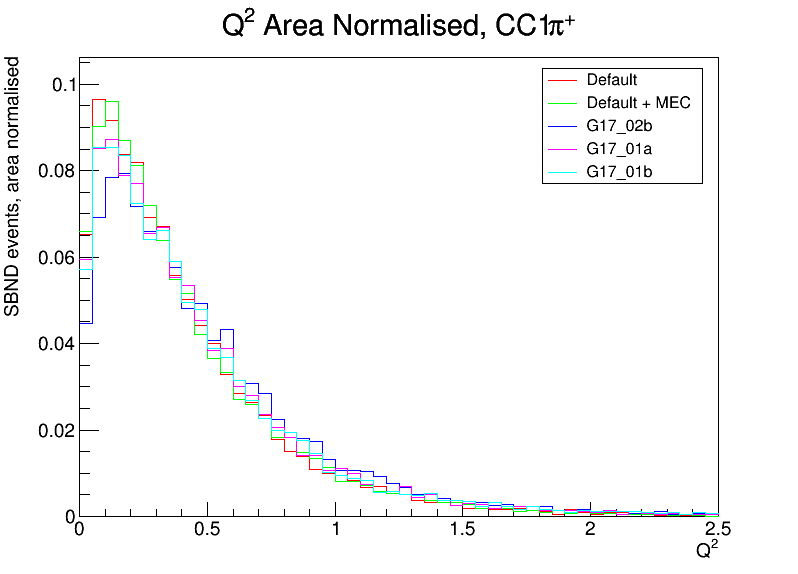 Q² Area Normalised, CC1π⁺
SBND events, area normalised
0.1
0.08
0.06
0.04
0.02
0
Default
Default + MEC
G17_02b
G17_01a
G17_01b
0 0.5 1 1.5 2 2.5
Q²